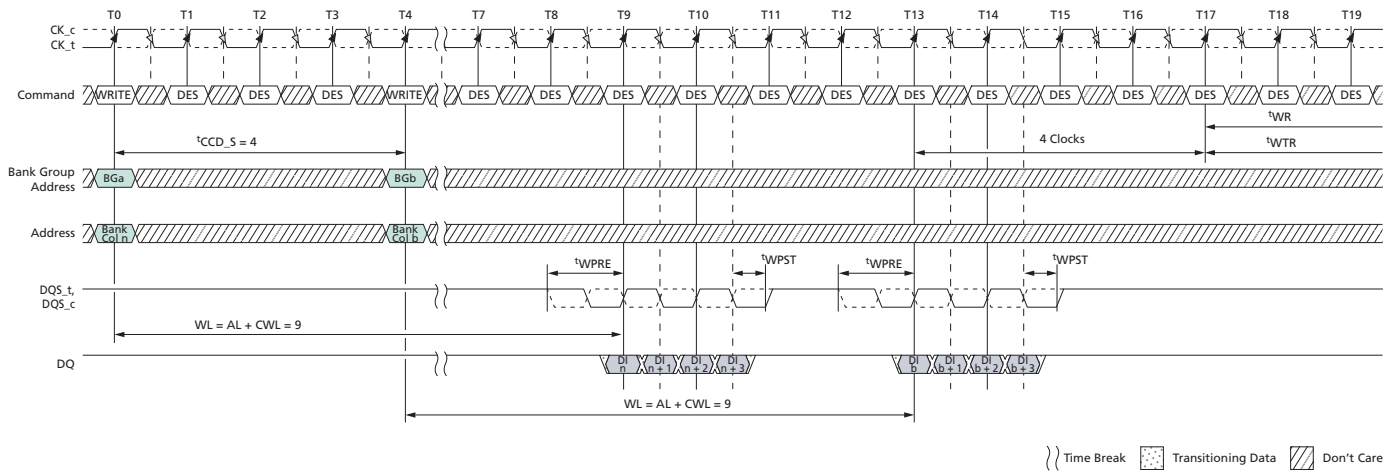 T0 T1 T2 T3 T4 T7 T8 T9 T10 T11 T12 T13 T14 T15 T16 T17 T18 T19
CK_c
CK_t
Command WRITE DES DES DES WRITE DES DES DES DES DES DES DES DES DES DES DES DES DES
tWR
tCCD_S = 4 4 Clocks tWTR
Bank Group
Address BGa BGb
Address Bank
Col n Bank
Col b
tWPRE tWPST tWPRE tWPST
DQS_t,
DQS_c
WL = AL + CWL = 9
DQ DI
n DI
n + 1 DI
n + 2 DI
n + 3 DI
b DI
b + 1 DI
b + 2 DI
b + 3
WL = AL + CWL = 9
Time Break Transitioning Data Don't Care